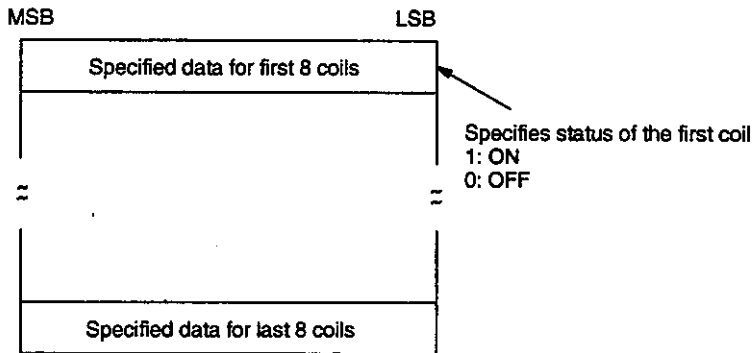 MSB LSB
Specified data for first 8 coils
Specifies status of the first coil
1: ON
0: OFF
Specified data for last 8 coils